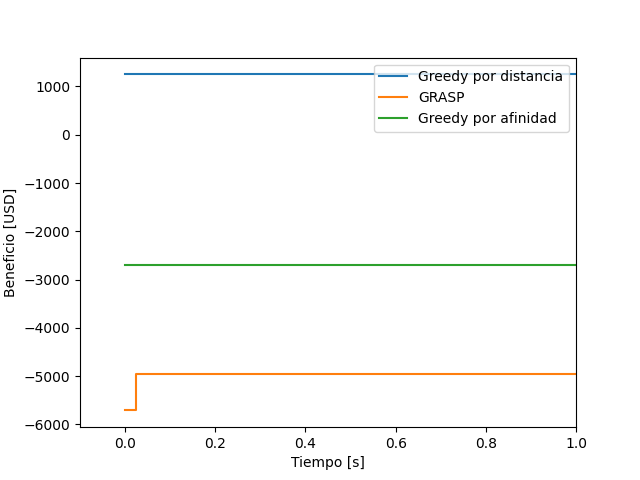 Greedy por distancia
GRASP
Greedy por afinidad
1000
0
−1000
−2000
−3000
−4000
−5000
−6000
Beneficio [USD]
0.0 0.2 0.4 0.6 0.8 1.0
Tiempo [s]